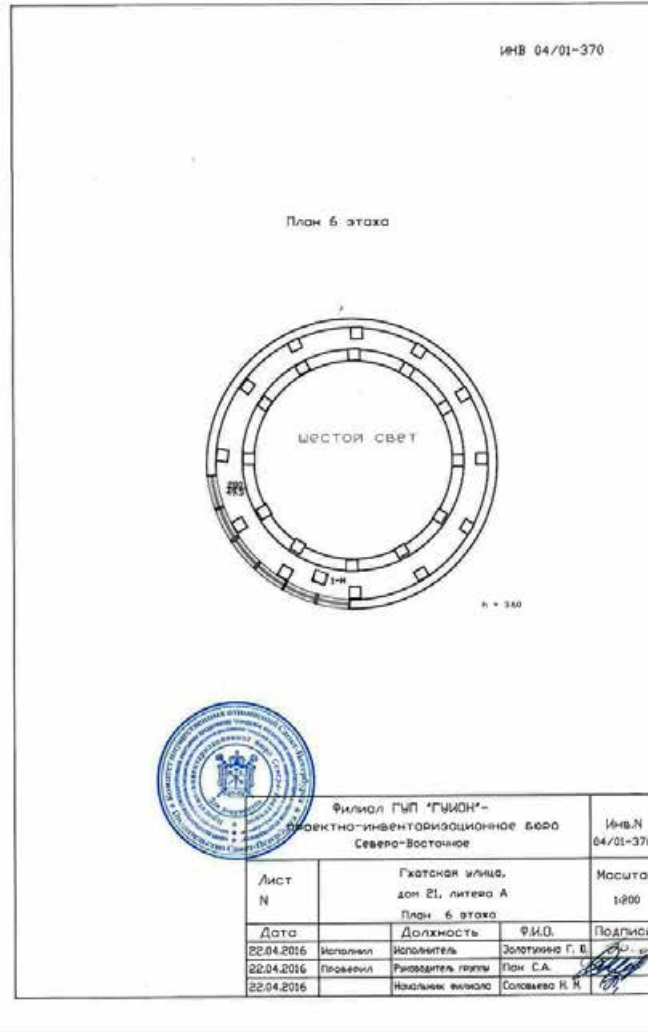 ИНВ 04/01-370
План 6 этажа
шестой свет
1-Н
h = 3.60
Филиал ГУП "ГУИОН"-
проектно-инвентаризационное бюро
Северо-Восточное
Инв.N
04/01-370
Лист
N
Гжатская улица,
дом 21, литера А
План 6 этажа
Масштаб
1:200
Дата Должность Ф.И.О. Подпись
22.04.2016 Исполнил Исполнитель Золотухина Г. В.
22.04.2016 Проверил Руководитель группы Пак С.А.
22.04.2016 Начальник филиала Соловьева Н. Н.